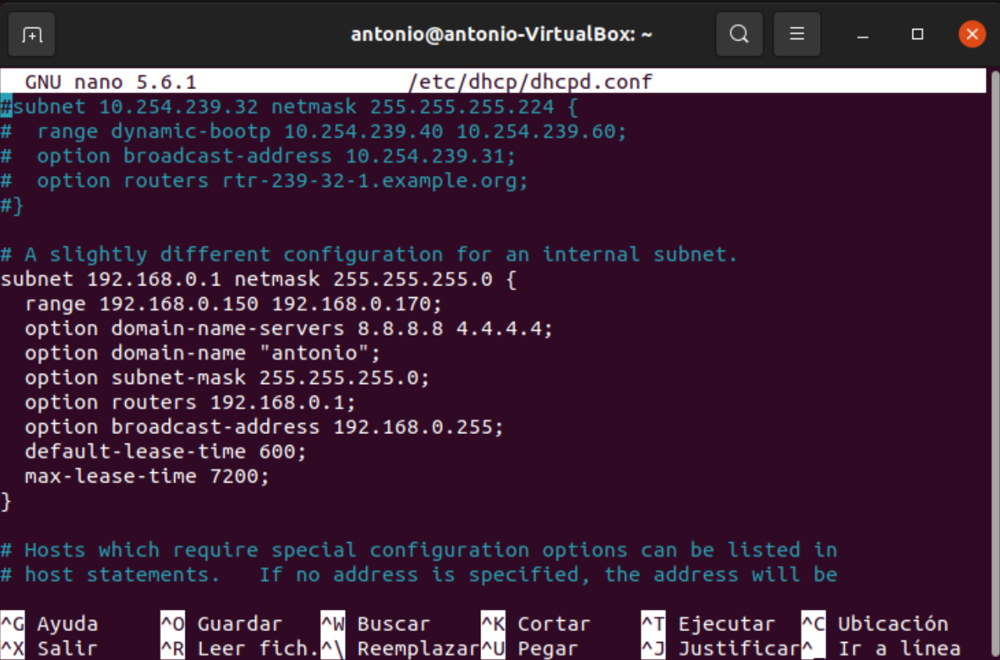 antonio@antonio-VirtualBox: ~
GNU nano 5.6.1 /etc/dhcp/dhcpd.conf
#subnet 10.254.239.32 netmask 255.255.255.224 {
#  range dynamic-bootp 10.254.239.40 10.254.239.60;
#  option broadcast-address 10.254.239.31;
#  option routers rtr-239-32-1.example.org;
#}
# A slightly different configuration for an internal subnet.
subnet 192.168.0.1 netmask 255.255.255.0 {
  range 192.168.0.150 192.168.0.170;
  option domain-name-servers 8.8.8.8 4.4.4.4;
  option domain-name "antonio";
  option subnet-mask 255.255.255.0;
  option routers 192.168.0.1;
  option broadcast-address 192.168.0.255;
  default-lease-time 600;
  max-lease-time 7200;
}
# Hosts which require special configuration options can be listed in
# host statements.   If no address is specified, the address will be
^G Ayuda ^O Guardar ^W Buscar ^K Cortar ^T Ejecutar ^C Ubicación
^X Salir ^R Leer fich. ^\ Reemplazar ^U Pegar ^J Justificar ^_ Ir a línea